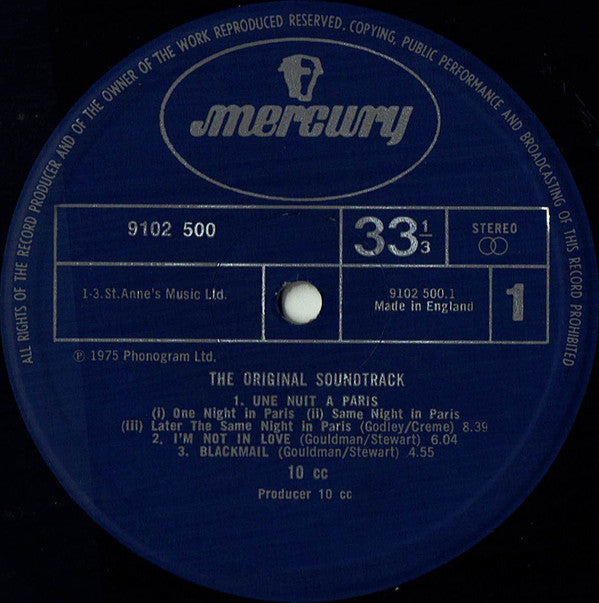 ALL RIGHTS OF THE RECORD PRODUCER AND OF THE OWNER OF THE WORK REPRODUCED RESERVED. COPYING, PUBLIC PERFORMANCE AND BROADCASTING OF THIS RECORD PROHIBITED
mercury
9102 500
33 1/3
STEREO
1-3.St.Anne's Music Ltd.
9102 500.1
Made in England
1
℗ 1975 Phonogram Ltd.
THE ORIGINAL SOUNDTRACK
1. UNE NUIT A PARIS
(i) One Night in Paris (ii) Same Night in Paris
(iii) Later The Same Night in Paris (Godley/Creme) 8.39
2. I'M NOT IN LOVE (Gouldman/Stewart) 6.04
3. BLACKMAIL (Gouldman/Stewart) 4.55
10 cc
Producer 10 cc